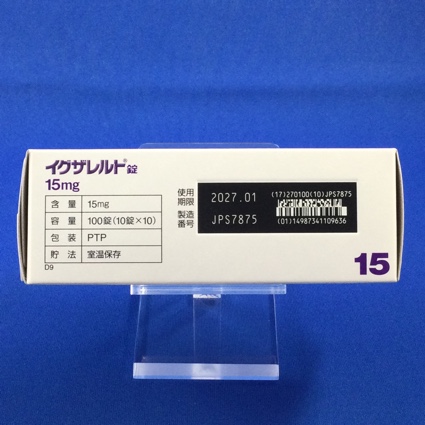 イグザレルト®錠
15mg
含量 15mg
容量 100錠(10錠×10)
包装 PTP
貯法 室温保存
D9
使用期限 2027.01
製造番号 JPS7875
(17)270100(10)JPS7875
(01)14987341109636
15